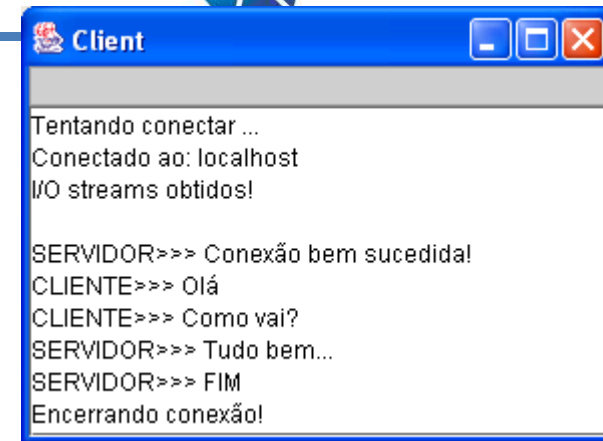 Client
Tentando conectar ...
Conectado ao: localhost
I/O streams obtidos!
SERVIDOR>>> Conexão bem sucedida!
CLIENTE>>> Olá
CLIENTE>>> Como vai?
SERVIDOR>>> Tudo bem...
SERVIDOR>>> FIM
Encerrando conexão!